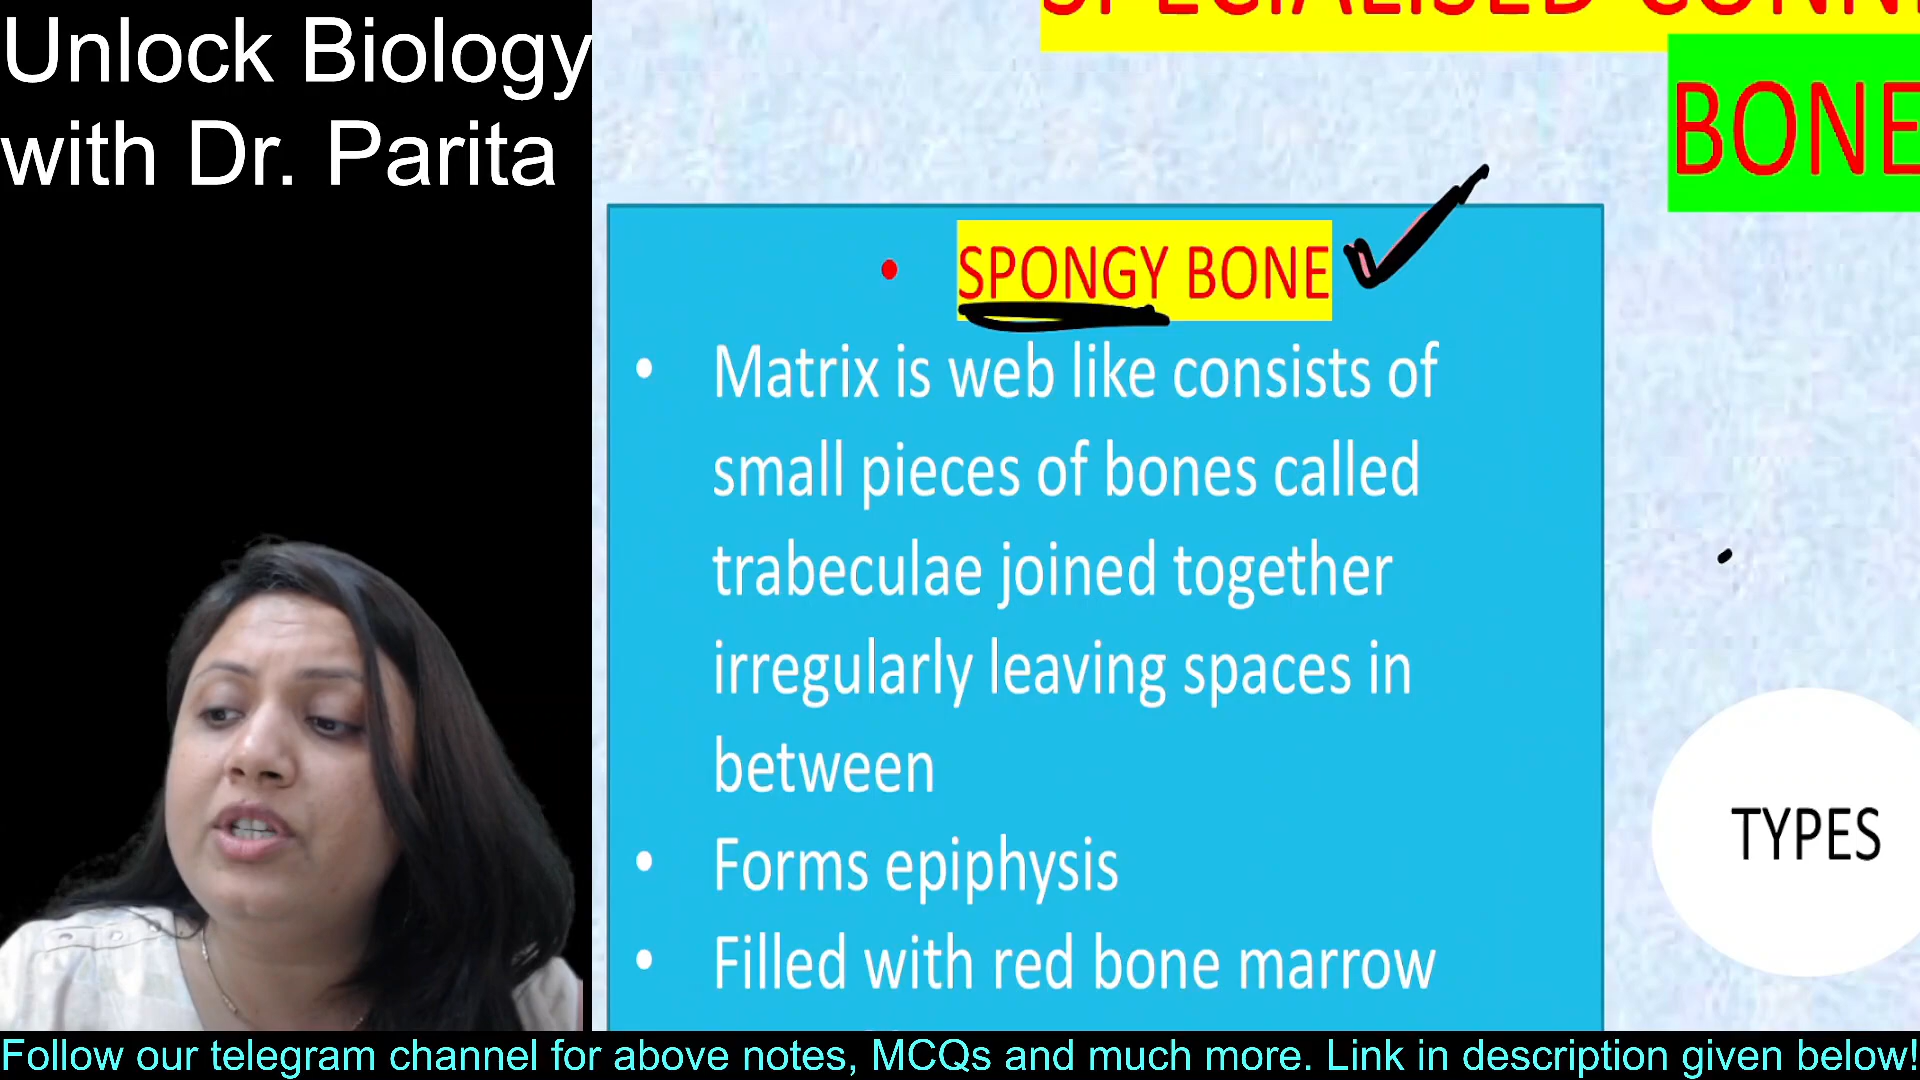 Unlock Biology
with Dr. Parita
BONE
• SPONGY BONE
• Matrix is web like consists of
small pieces of bones called
trabeculae joined together
irregularly leaving spaces in
between
• Forms epiphysis
• Filled with red bone marrow
TYPES
Follow our telegram channel for above notes, MCQs and much more. Link in description given below!